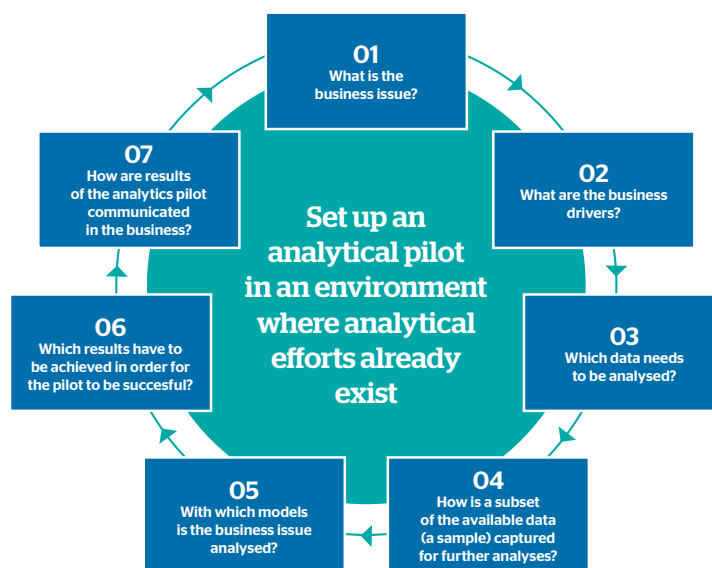 01
What is the
business issue?
02
What are the business
drivers?
03
Which data needs
to be analysed?
04
How is a subset
of the available data
(a sample) captured
for further analyses?
05
With which models
is the business issue
analysed?
06
Which results have to
be achieved in order for
the pilot to be succesful?
07
How are results
of the analytics pilot
communicated
in the business?
Set up an
analytical pilot
in an environment
where analytical
efforts already
exist